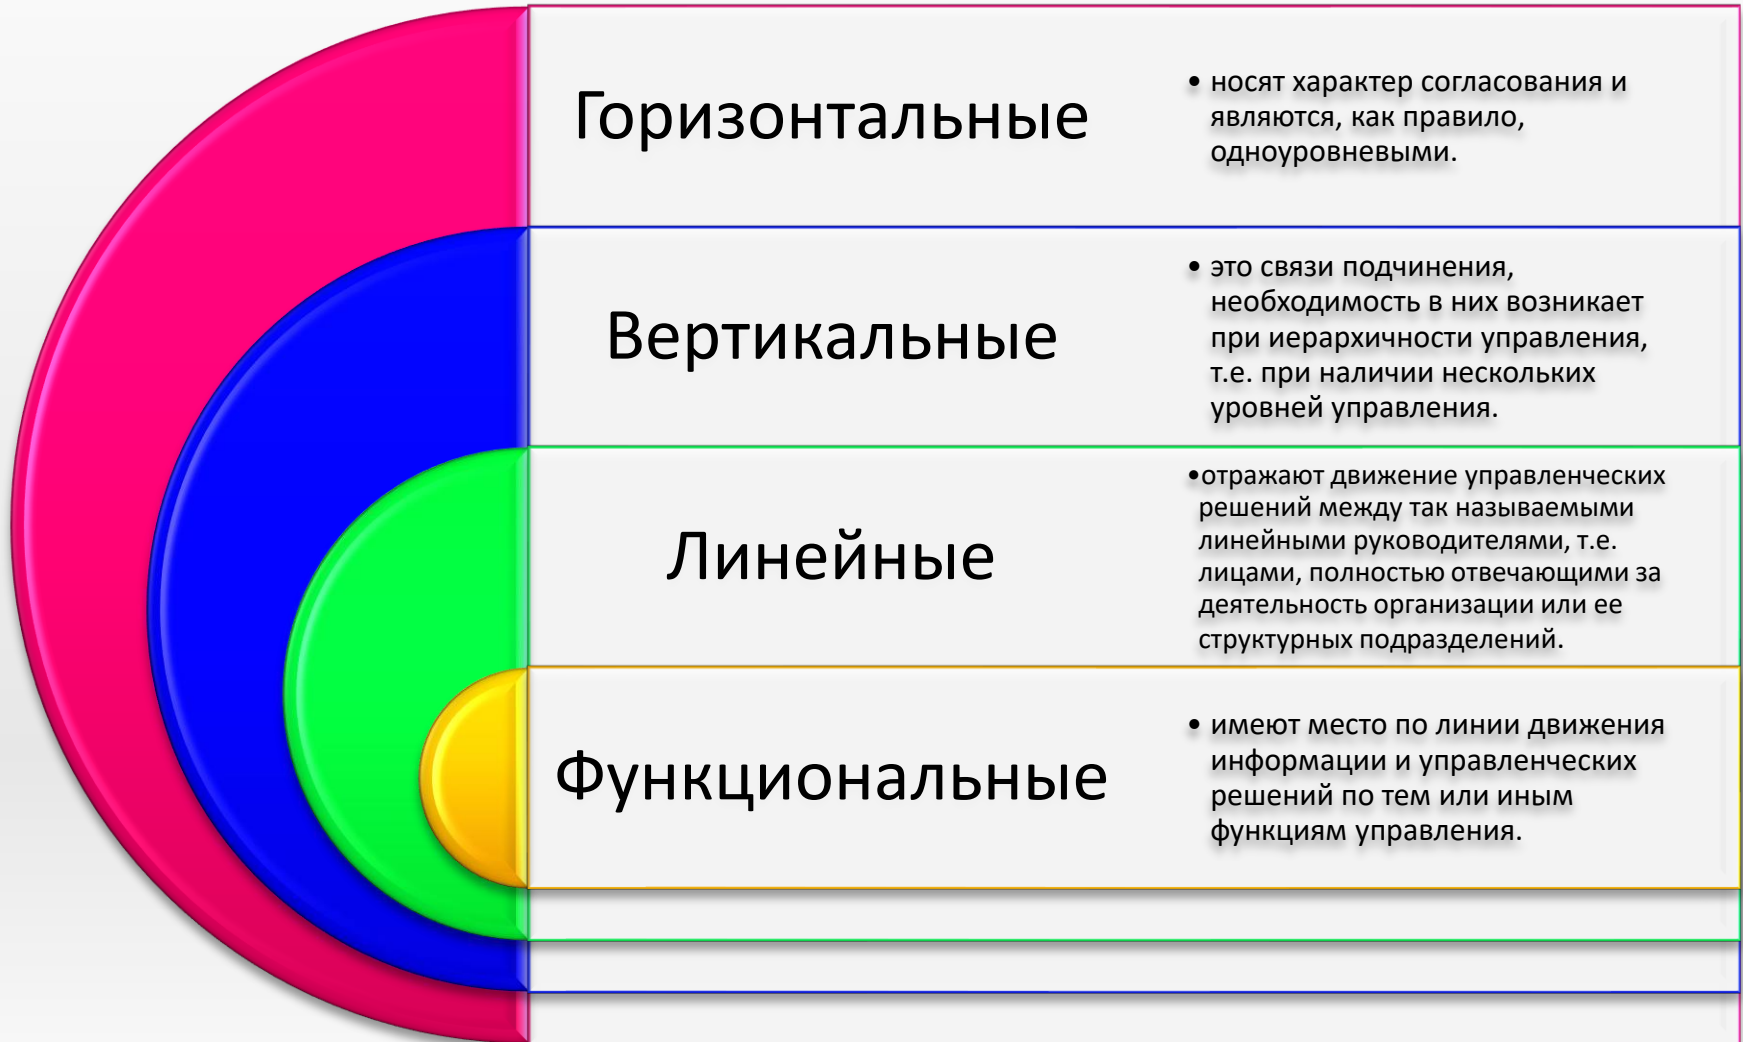 Горизонтальные
• носят характер согласования и
являются, как правило,
одноуровневыми.
Вертикальные
• это связи подчинения,
необходимость в них возникает
при иерархичности управления,
т.е. при наличии нескольких
уровней управления.
Линейные
•отражают движение управленческих
решений между так называемыми
линейными руководителями, т.е.
лицами, полностью отвечающими за
деятельность организации или ее
структурных подразделений.
Функциональные
• имеют место по линии движения
информации и управленческих
решений по тем или иным
функциям управления.